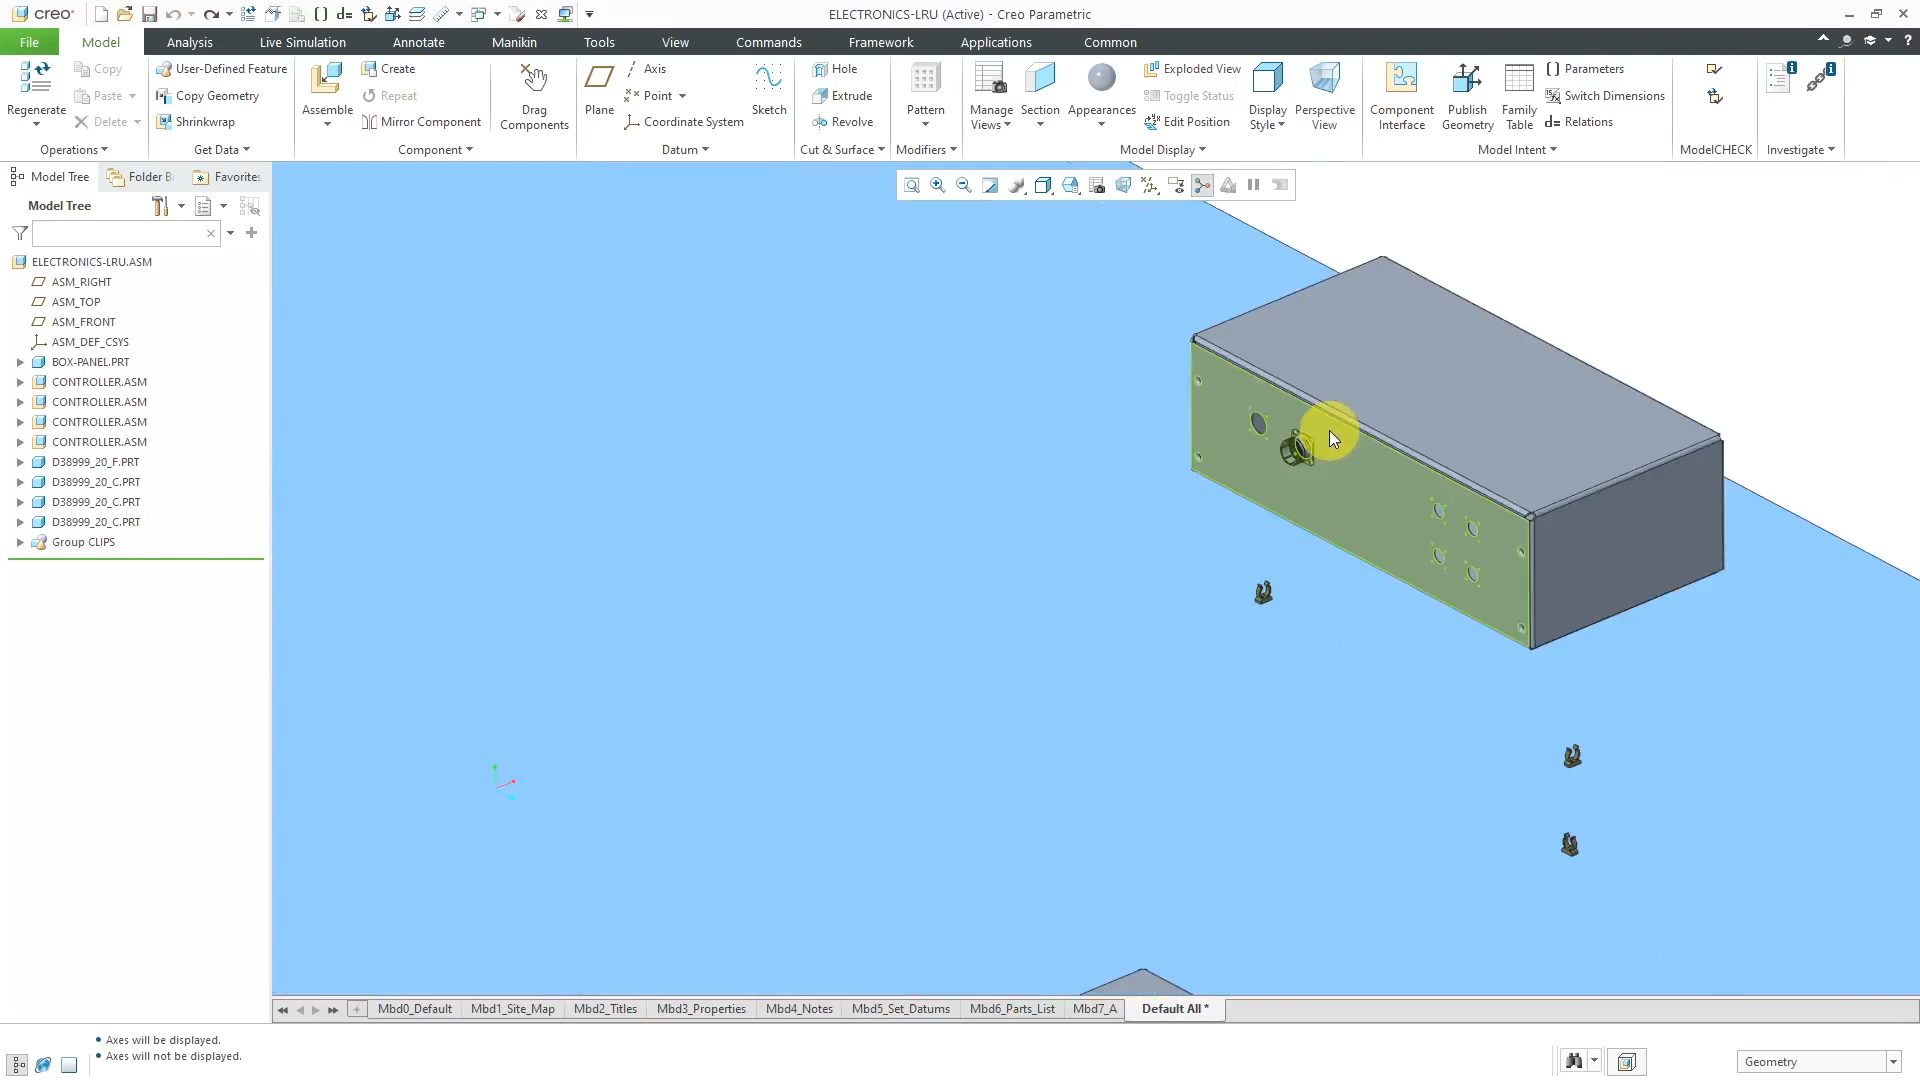 creo
ELECTRONICS-LRU (Active) - Creo Parametric
File Model Analysis Live Simulation Annotate Manikin Tools View Commands Framework Applications Common
Regenerate
Copy
Paste
Delete
Operations
User-Defined Feature
Copy Geometry
Shrinkwrap
Get Data
Assemble
Create
Repeat
Mirror Component
Drag
Components
Component
Plane
Axis
Point
Coordinate System
Sketch
Datum
Hole
Extrude
Revolve
Cut & Surface
Pattern
Modifiers
Manage
Views
Section
Appearances
Exploded View
Toggle Status
Edit Position
Display
Style
Perspective
View
Model Display
Component
Interface
Publish
Geometry
Family
Table
Parameters
Switch Dimensions
d= Relations
Model Intent
ModelCHECK
Investigate
Model Tree Folder B Favorites
Model Tree
ELECTRONICS-LRU.ASM
ASM_RIGHT
ASM_TOP
ASM_FRONT
ASM_DEF_CSYS
BOX-PANEL.PRT
CONTROLLER.ASM
CONTROLLER.ASM
CONTROLLER.ASM
CONTROLLER.ASM
D38999_20_F.PRT
D38999_20_C.PRT
D38999_20_C.PRT
D38999_20_C.PRT
Group CLIPS
Mbd0_Default Mbd1_Site_Map Mbd2_Titles Mbd3_Properties Mbd4_Notes Mbd5_Set_Datums Mbd6_Parts_List Mbd7_A Default All *
• Axes will be displayed.
• Axes will not be displayed.
Geometry